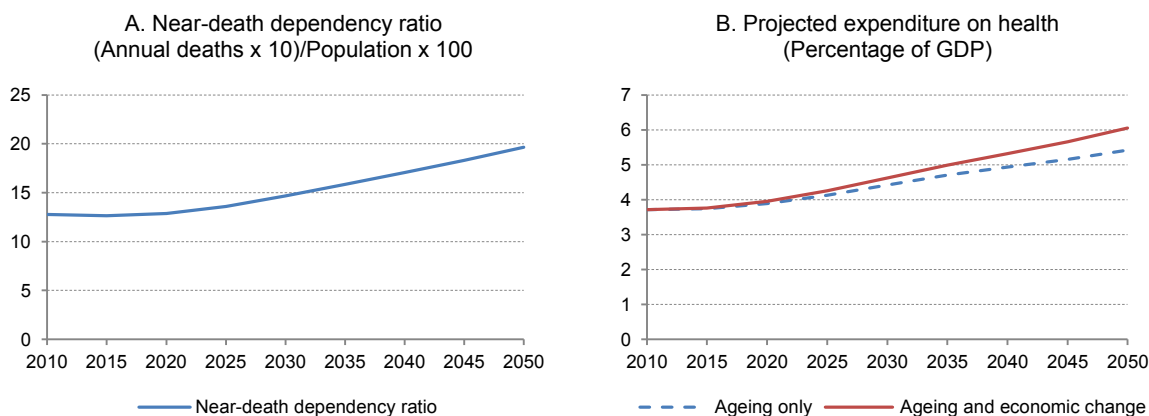 A. Near-death dependency ratio
(Annual deaths x 10)/Population x 100
25
20
15
10
5
0
2010 2015 2020 2025 2030 2035 2040 2045 2050
Near-death dependency ratio
B. Projected expenditure on health
(Percentage of GDP)
7
6
5
4
3
2
1
0
2010 2015 2020 2025 2030 2035 2040 2045 2050
Ageing only Ageing and economic change